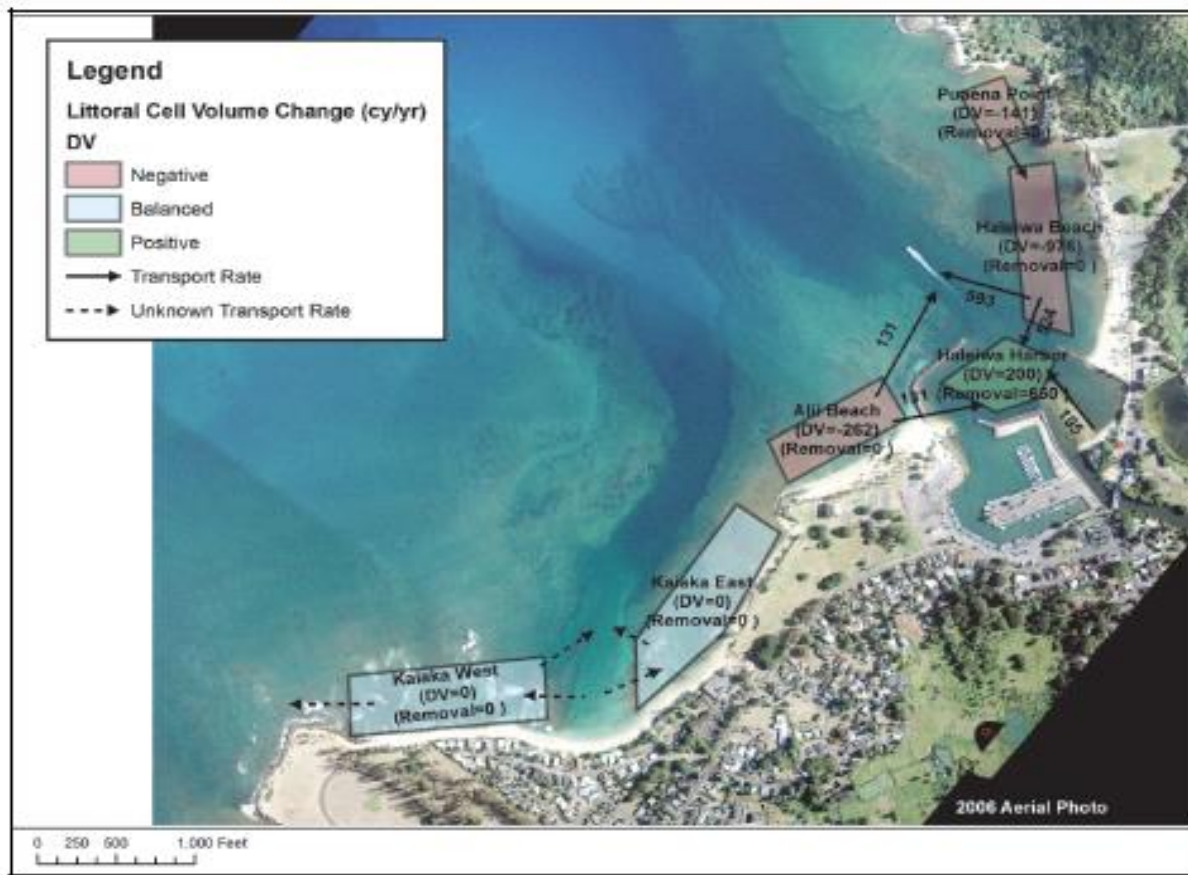 Legend
Littoral Cell Volume Change (cy/yr)
DV
Negative
Balanced
Positive
Transport Rate
Unknown Transport Rate
Puaena Point
(DV=-141)
(Removal=0 )
Haleiwa Beach
(DV=-976)
(Removal=0 )
593
524
131
Haleiwa Harbor
(DV=200)
(Removal=650 )
131
195
Alii Beach
(DV=-262)
(Removal=0 )
Kaiaka East
(DV=0)
(Removal=0 )
Kaiaka West
(DV=0)
(Removal=0 )
2006 Aerial Photo
0 250 500 1,000 Feet